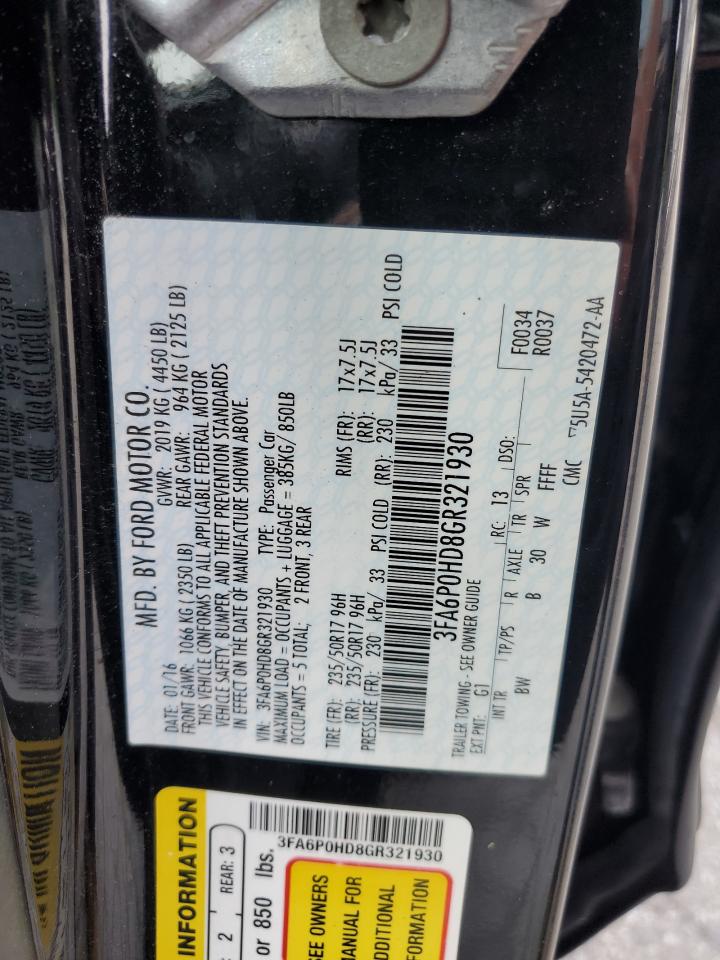 MFD. BY FORD MOTOR CO.
DATE: 01/16 GVWR: 2019 KG ( 4450 LB)
FRONT GAWR: 1066 KG ( 2350 LB) REAR GAWR: 964 KG ( 2125 LB)
THIS VEHICLE CONFORMS TO ALL APPLICABLE FEDERAL MOTOR
VEHICLE SAFETY, BUMPER, AND THEFT PREVENTION STANDARDS
IN EFFECT ON THE DATE OF MANUFACTURE SHOWN ABOVE.
VIN: 3FA6P0HD8GR321930 TYPE: Passenger Car
MAXIMUM LOAD = OCCUPANTS + LUGGAGE = 385KG/ 850LB
OCCUPANTS = 5 TOTAL; 2 FRONT, 3 REAR
TIRE (FR): 235/50R17 96H RIMS (FR): 17x7.5J
(RR): 235/50R17 96H (RR): 17x7.5J
PRESSURE (FR): 230 kPa/ 33 PSI COLD (RR): 230 kPa/ 33 PSI COLD
3FA6P0HD8GR321930
TRAILER TOWING - SEE OWNER GUIDE
EXT PNT: G1 RC: 13 DSO: F0034
R0037
INT TR TP/PS R AXLE TR SPR
BW B 30 W FFFF
CMC 5U5A-5420472-AA
INFORMATION
2 REAR: 3
or 850 lbs.
3FA6P0HD8GR321930
SEE OWNERS
MANUAL FOR
ADDITIONAL
INFORMATION